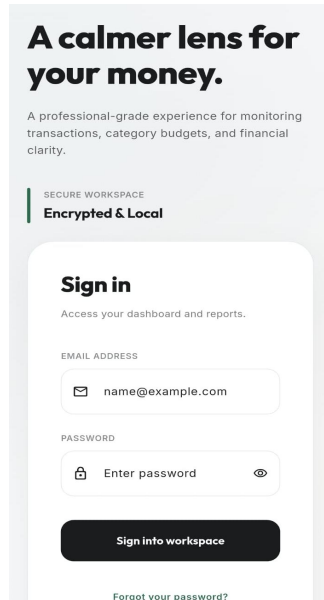 A calmer lens for
your money.
A professional-grade experience for monitoring
transactions, category budgets, and financial
clarity.
SECURE WORKSPACE
Encrypted & Local
Sign in
Access your dashboard and reports.
EMAIL ADDRESS
name@example.com
PASSWORD
Enter password
Sign into workspace
Forgot your password?